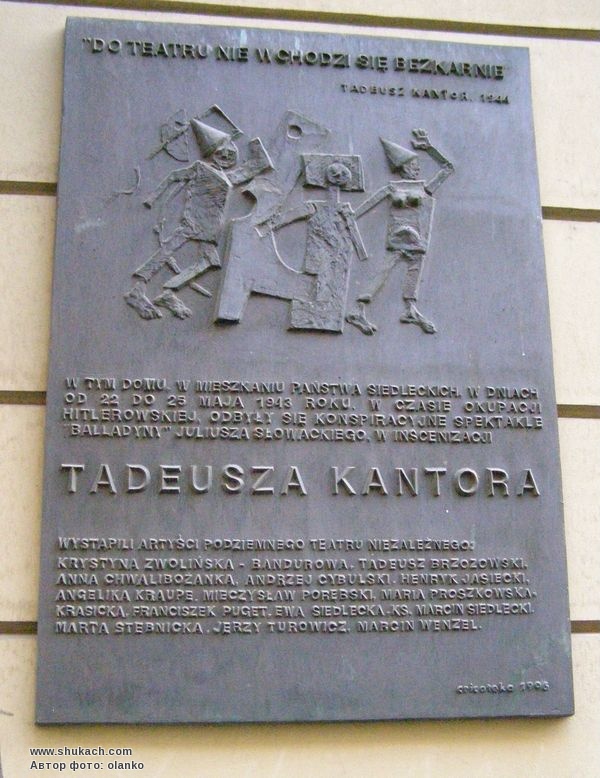 "DO TEATRU NIE WCHODZI SIĘ BEZKARNIE"
TADEUSZ KANTOR. 1944
W TYM DOMU, W MIESZKANIU PAŃSTWA SIEDLECKICH, W DNIACH
OD 22 DO 25 MAJA 1943 ROKU, W CZASIE OKUPACJI
HITLEROWSKIEJ, ODBYŁY SIĘ KONSPIRACYJNE SPEKTAKLE
"BALLADYNY" JULIUSZA SŁOWACKIEGO, W INSCENIZACJI
TADEUSZA KANTORA
WYSTĄPILI ARTYŚCI PODZIEMNEGO TEATRU NIEZALEŻNEGO:
KRYSTYNA ZWOLIŃSKA - BANDUROWA, TADEUSZ BRZOZOWSKI,
ANNA CHWALIBOŻANKA, ANDRZEJ CYBULSKI, HENRYK JASIECKI,
ANGELIKA KRAUPE, MIECZYSŁAW PORĘBSKI, MARIA PROSZKOWSKA-
KRASICKA, FRANCISZEK PUGET, EWA SIEDLECKA, KS. MARCIN SIEDLECKI,
MARTA STEBNICKA, JERZY TUROWICZ, MARCIN WENZEL.
www.shukach.com
Автор фото: olanko